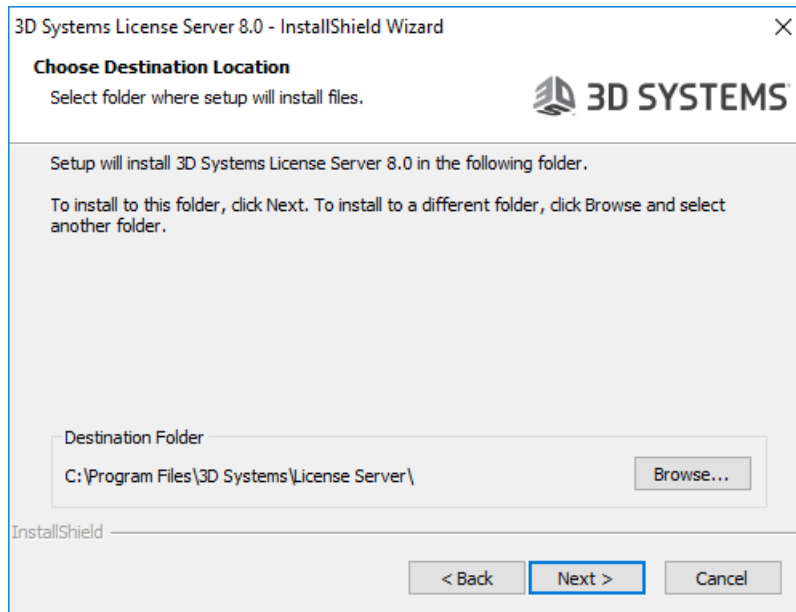 3D Systems License Server 8.0 - InstallShield Wizard
Choose Destination Location
Select folder where setup will install files.
3D SYSTEMS
Setup will install 3D Systems License Server 8.0 in the following folder.
To install to this folder, click Next. To install to a different folder, click Browse and select
another folder.
Destination Folder
C:\Program Files\3D Systems\License Server\
Browse...
InstallShield
< Back
Next >
Cancel